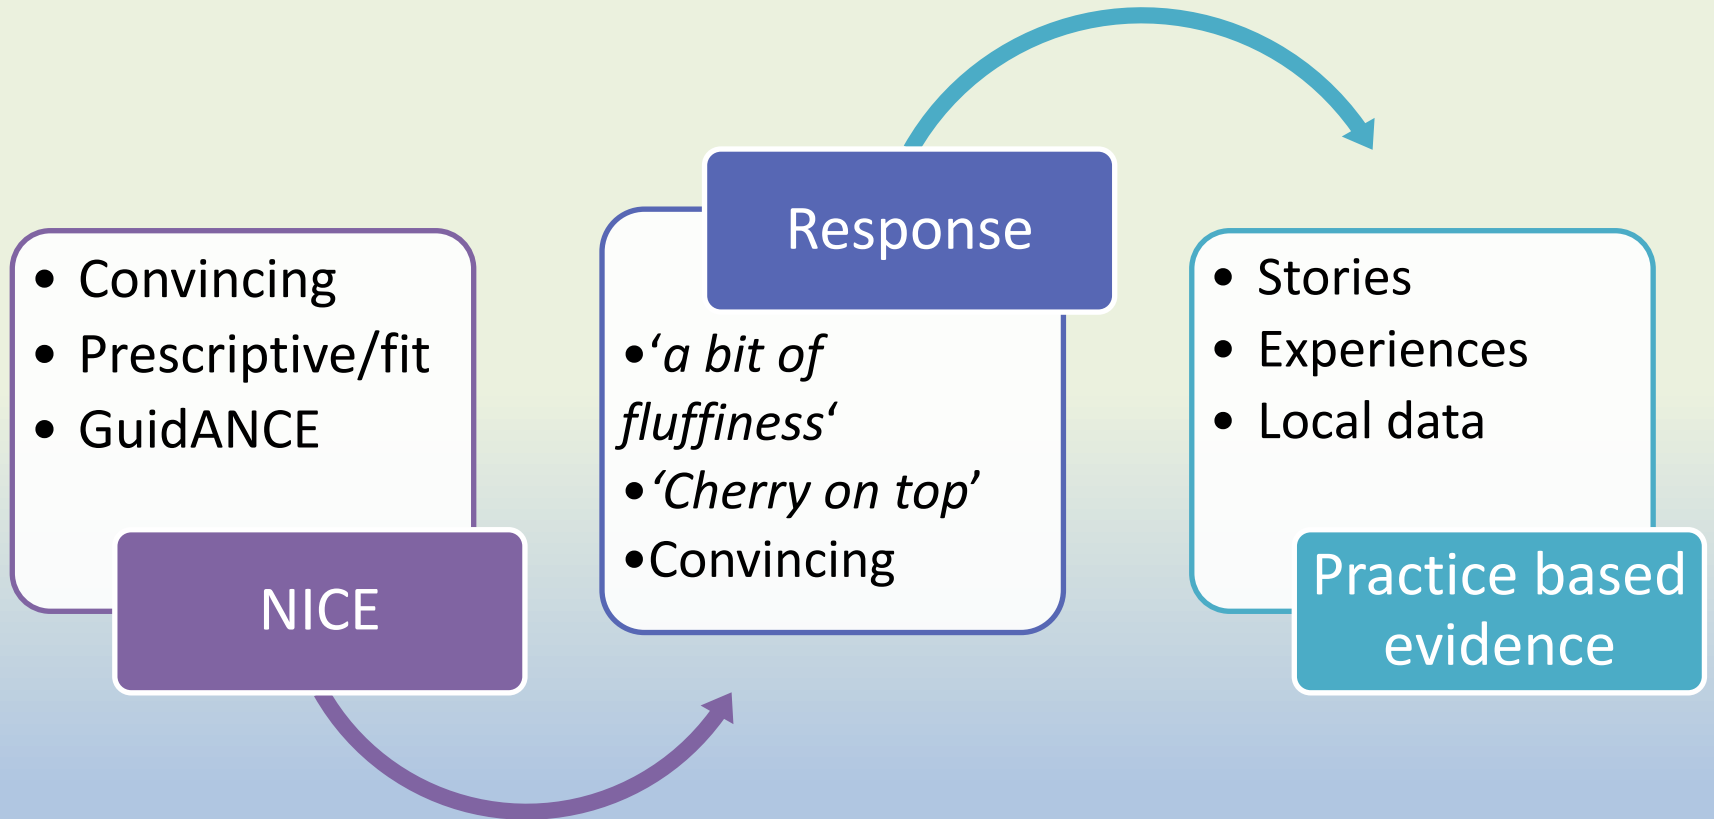 • Convincing
• Prescriptive/fit
• GuidANCE
NICE
Response
•‘a bit of
fluffiness‘
•‘Cherry on top’
•Convincing
• Stories
• Experiences
• Local data
Practice based
evidence